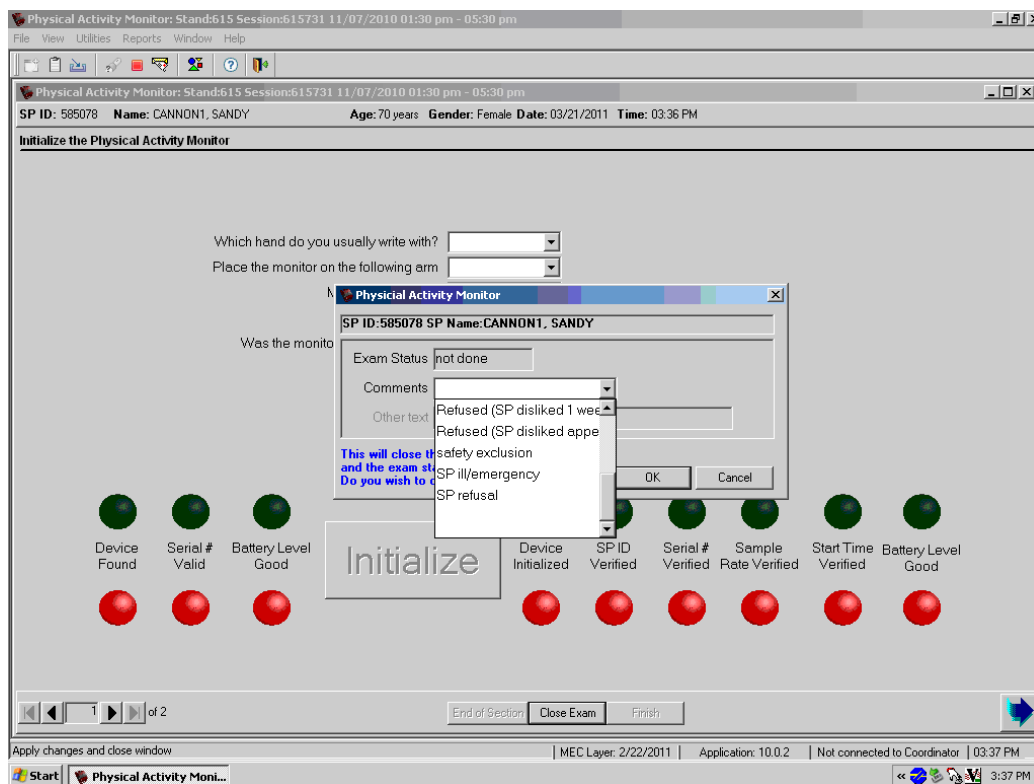 Physical Activity Monitor: Stand:615 Session:615731 11/07/2010 01:30 pm - 05:30 pm
File View Utilities Reports Window Help
Physical Activity Monitor: Stand:615 Session:615731 11/07/2010 01:30 pm - 05:30 pm
SP ID: 585078 Name: CANNON1, SANDY Age: 70 years Gender: Female Date: 03/21/2011 Time: 03:36 PM
Initialize the Physical Activity Monitor
Which hand do you usually write with?
Place the monitor on the following arm
M
Was the monito
Physicial Activity Monitor
SP ID:585078 SP Name:CANNON1, SANDY
Exam Status not done
Comments
Other text
Refused (SP disliked 1 wee
Refused (SP disliked appe
safety exclusion
SP ill/emergency
SP refusal
This will close th
and the exam sta
Do you wish to c
OK Cancel
Device Found
Serial # Valid
Battery Level Good
Initialize
Device Initialized
SP ID Verified
Serial # Verified
Sample Rate Verified
Start Time Verified
Battery Level Good
1 of 2
End of Section Close Exam Finish
Apply changes and close window MEC Layer: 2/22/2011 Application: 10.0.2 Not connected to Coordinator 03:37 PM
Start Physical Activity Moni... 3:37 PM